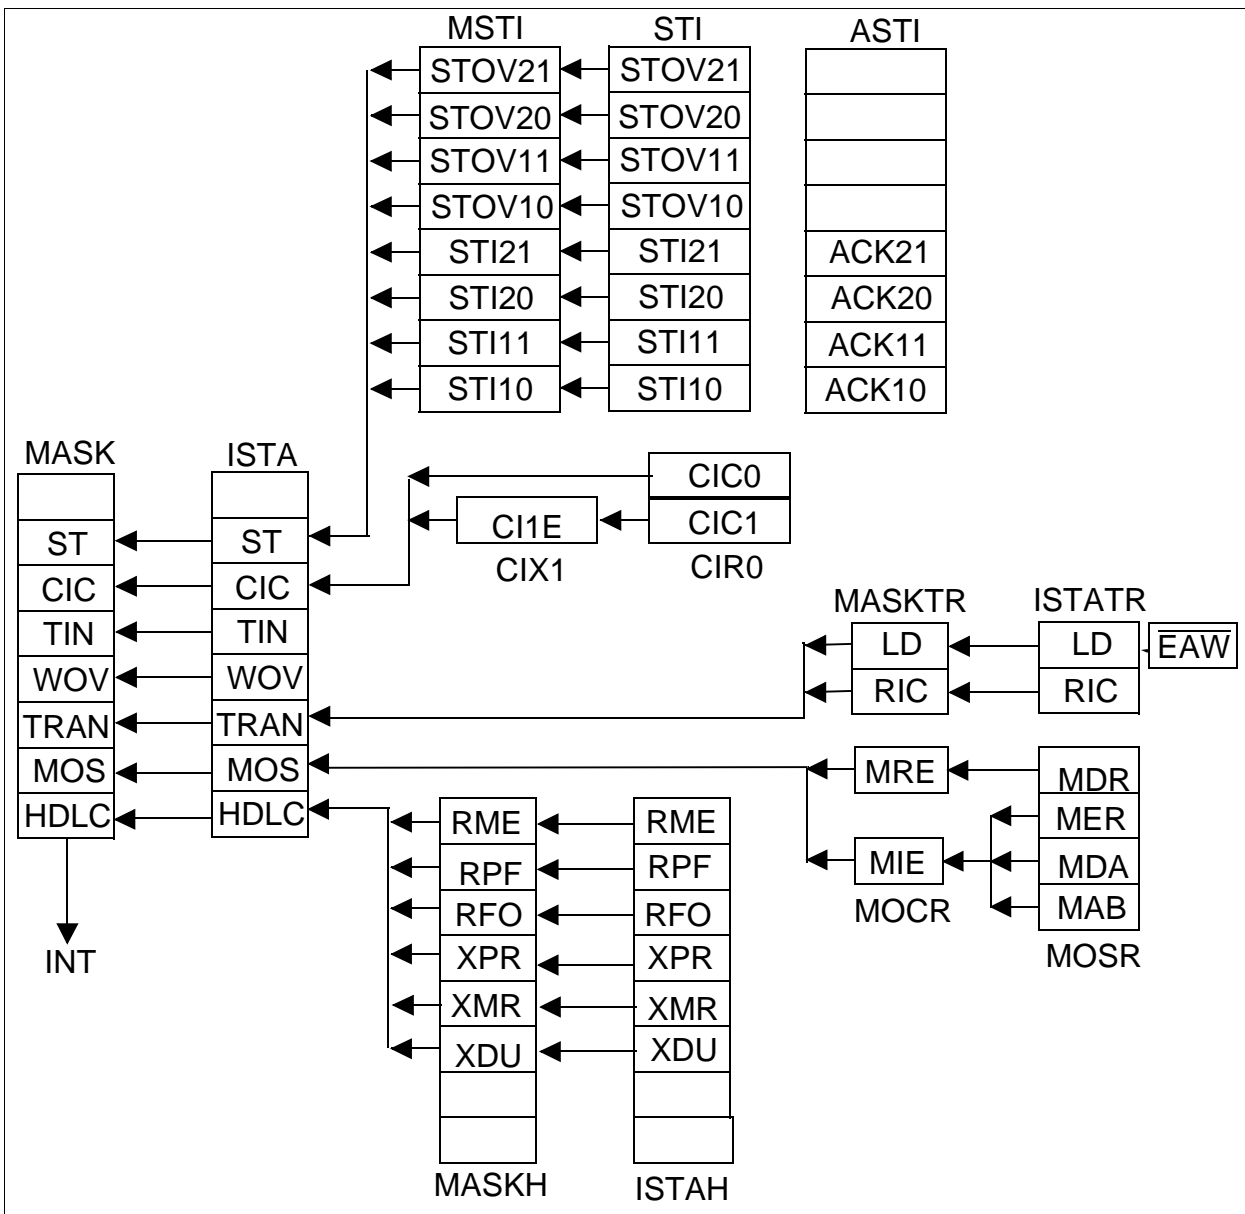 MSTI STI ASTI
STOV21 STOV21
STOV20 STOV20
STOV11 STOV11
STOV10 STOV10
STI21 STI21 ACK21
STI20 STI20 ACK20
STI11 STI11 ACK11
STI10 STI10 ACK10
MASK ISTA
CIC0
ST ST CI1E CIC1
CIX1 CIR0
CIC CIC
MASKTR ISTATR
TIN TIN LD LD EAW
WOV WOV RIC RIC
TRAN TRAN
MOS MOS MRE MDR
HDLC HDLC RME RME MER
RPF RPF MIE MDA
RFO RFO MOCR MAB
INT XPR XPR MOSR
XMR XMR
XDU XDU
MASKH ISTAH